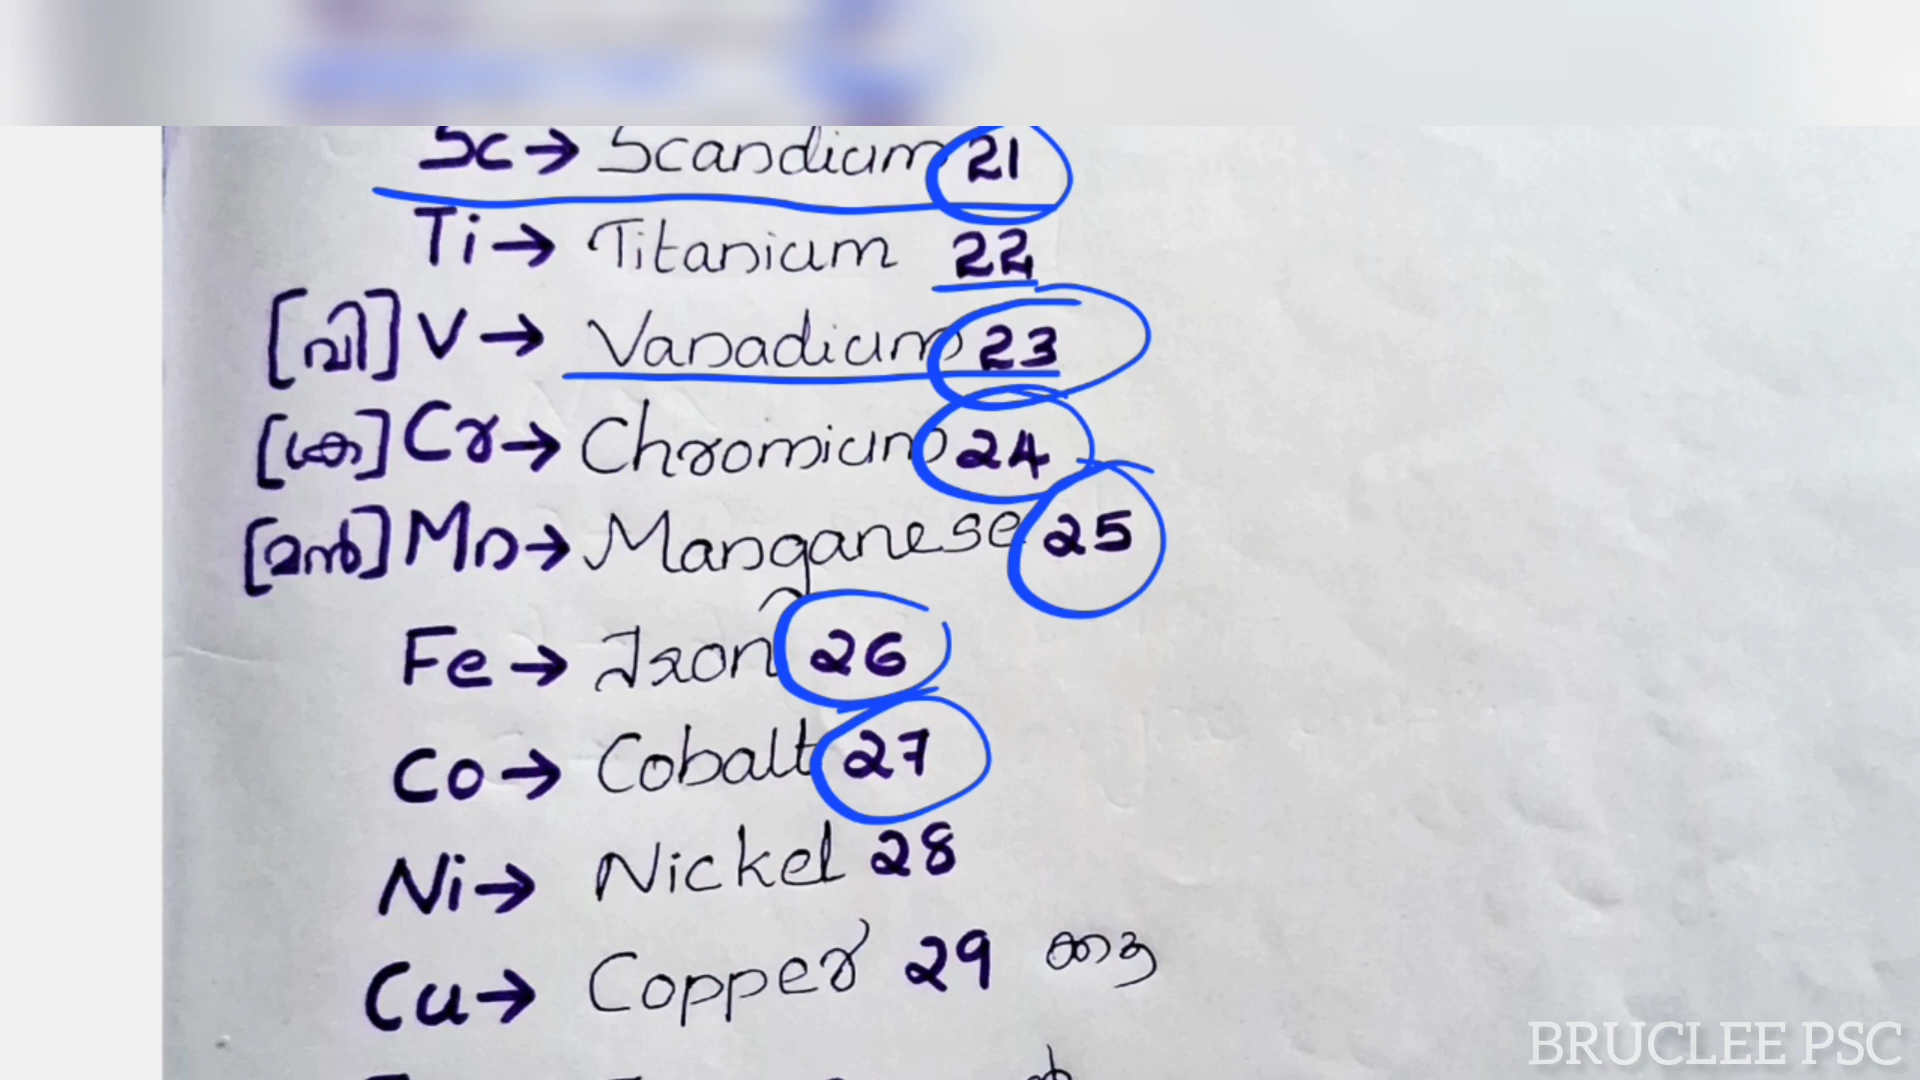 Sc → Scandium 21
Ti → Titanium 22
[വി] V → Vanadium 23
[ക്രേ] Cr → Chromium 24
[മൻ] Mn → Manganese 25
Fe → Iron 26
Co → Cobalt 27
Ni → Nickel 28
Cu → Copper 29
BRUCLEE PSC